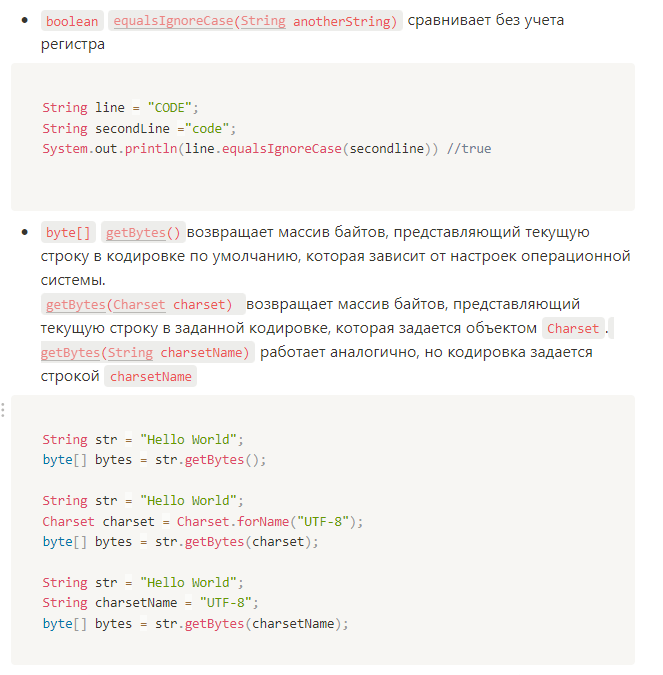 boolean equalsIgnoreCase(String anotherString) сравнивает без учета
регистра
String line = "CODE";
String secondLine ="code";
System.out.println(line.equalsIgnoreCase(secondline)) //true
byte[] getBytes() возвращает массив байтов, представляющий текущую
строку в кодировке по умолчанию, которая зависит от настроек операционной
системы.
getBytes(Charset charset) возвращает массив байтов, представляющий
текущую строку в заданной кодировке, которая задается объектом Charset.
getBytes(String charsetName) работает аналогично, но кодировка задается
строкой charsetName
String str = "Hello World";
byte[] bytes = str.getBytes();
String str = "Hello World";
Charset charset = Charset.forName("UTF-8");
byte[] bytes = str.getBytes(charset);
String str = "Hello World";
String charsetName = "UTF-8";
byte[] bytes = str.getBytes(charsetName);